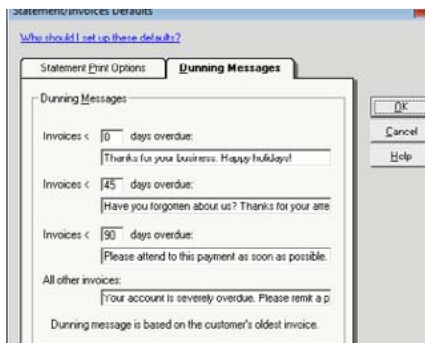 Statement/Invoices Defaults
Why should I set up these defaults?
Statement Print Options
Dunning Messages
Dunning Messages
Invoices < 0 days overdue:
Thanks for your business. Happy holidays!
Invoices < 45 days overdue:
Have you forgotten about us? Thanks for your atte
Invoices < 90 days overdue:
Please attend to this payment as soon as possible.
All other invoices:
Your account is severely overdue. Please remit a p
Dunning message is based on the customer's oldest invoice.
OK
Cancel
Help